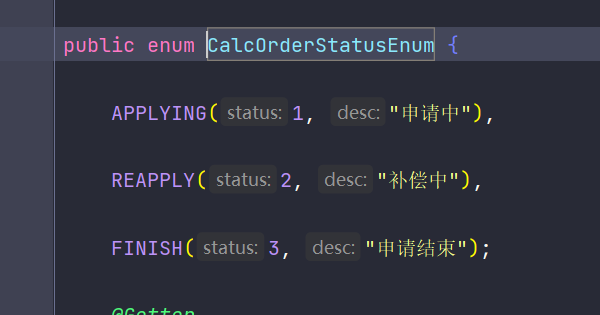 public enum CalcOrderStatusEnum {
APPLYING( status: 1, desc: "申请中"),
REAPPLY( status: 2, desc: "补偿中"),
FINISH( status: 3, desc: "申请结束");